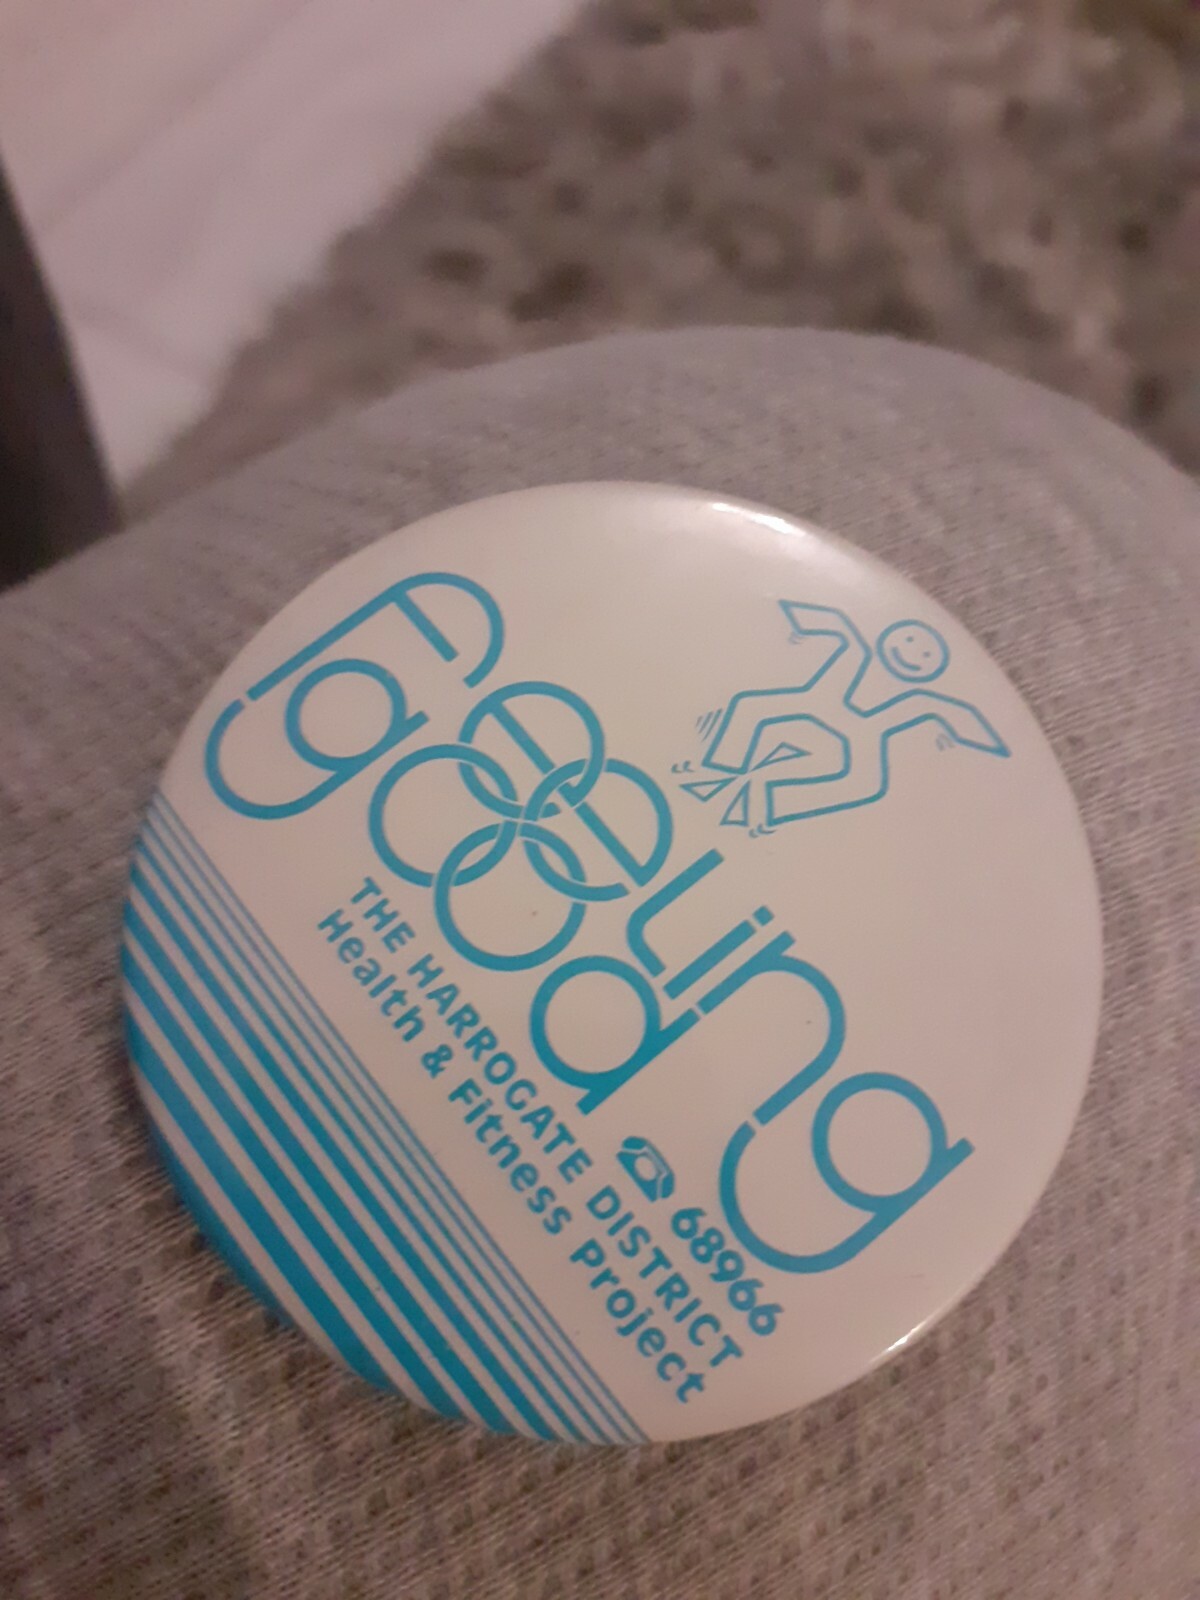 Feeling
good
☎ 68966
THE HARROGATE DISTRICT
Health & Fitness Project